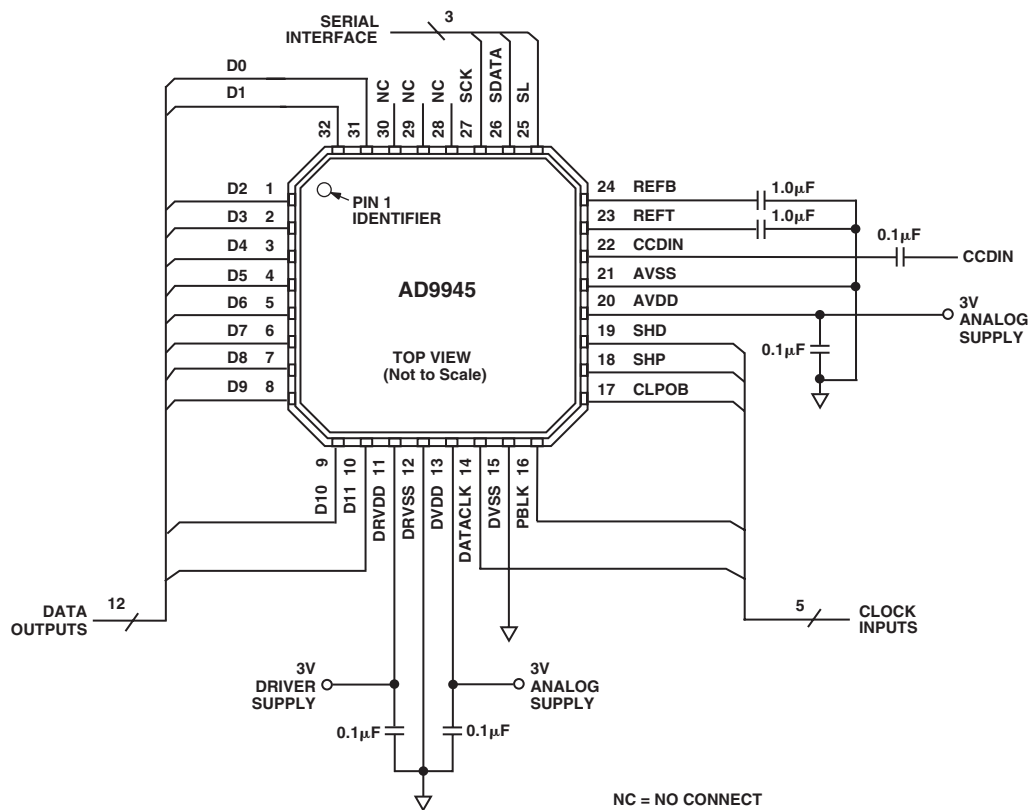 SERIAL
INTERFACE
3
D0
D1
32
31
30 NC
29 NC
28 NC
27 SCK
26 SDATA
25 SL
D2 1
D3 2
D4 3
D5 4
D6 5
D7 6
D8 7
D9 8
PIN 1
IDENTIFIER
AD9945
TOP VIEW
(Not to Scale)
24 REFB
23 REFT
22 CCDIN
21 AVSS
20 AVDD
19 SHD
18 SHP
17 CLPOB
1.0μF
1.0μF
0.1μF
CCDIN
3V
ANALOG
SUPPLY
0.1μF
D10 9
D11 10
DRVDD 11
DRVSS 12
DVDD 13
DATACLK 14
DVSS 15
PBLK 16
DATA
OUTPUTS
12
5
CLOCK
INPUTS
3V
DRIVER
SUPPLY
3V
ANALOG
SUPPLY
0.1μF
0.1μF
NC = NO CONNECT